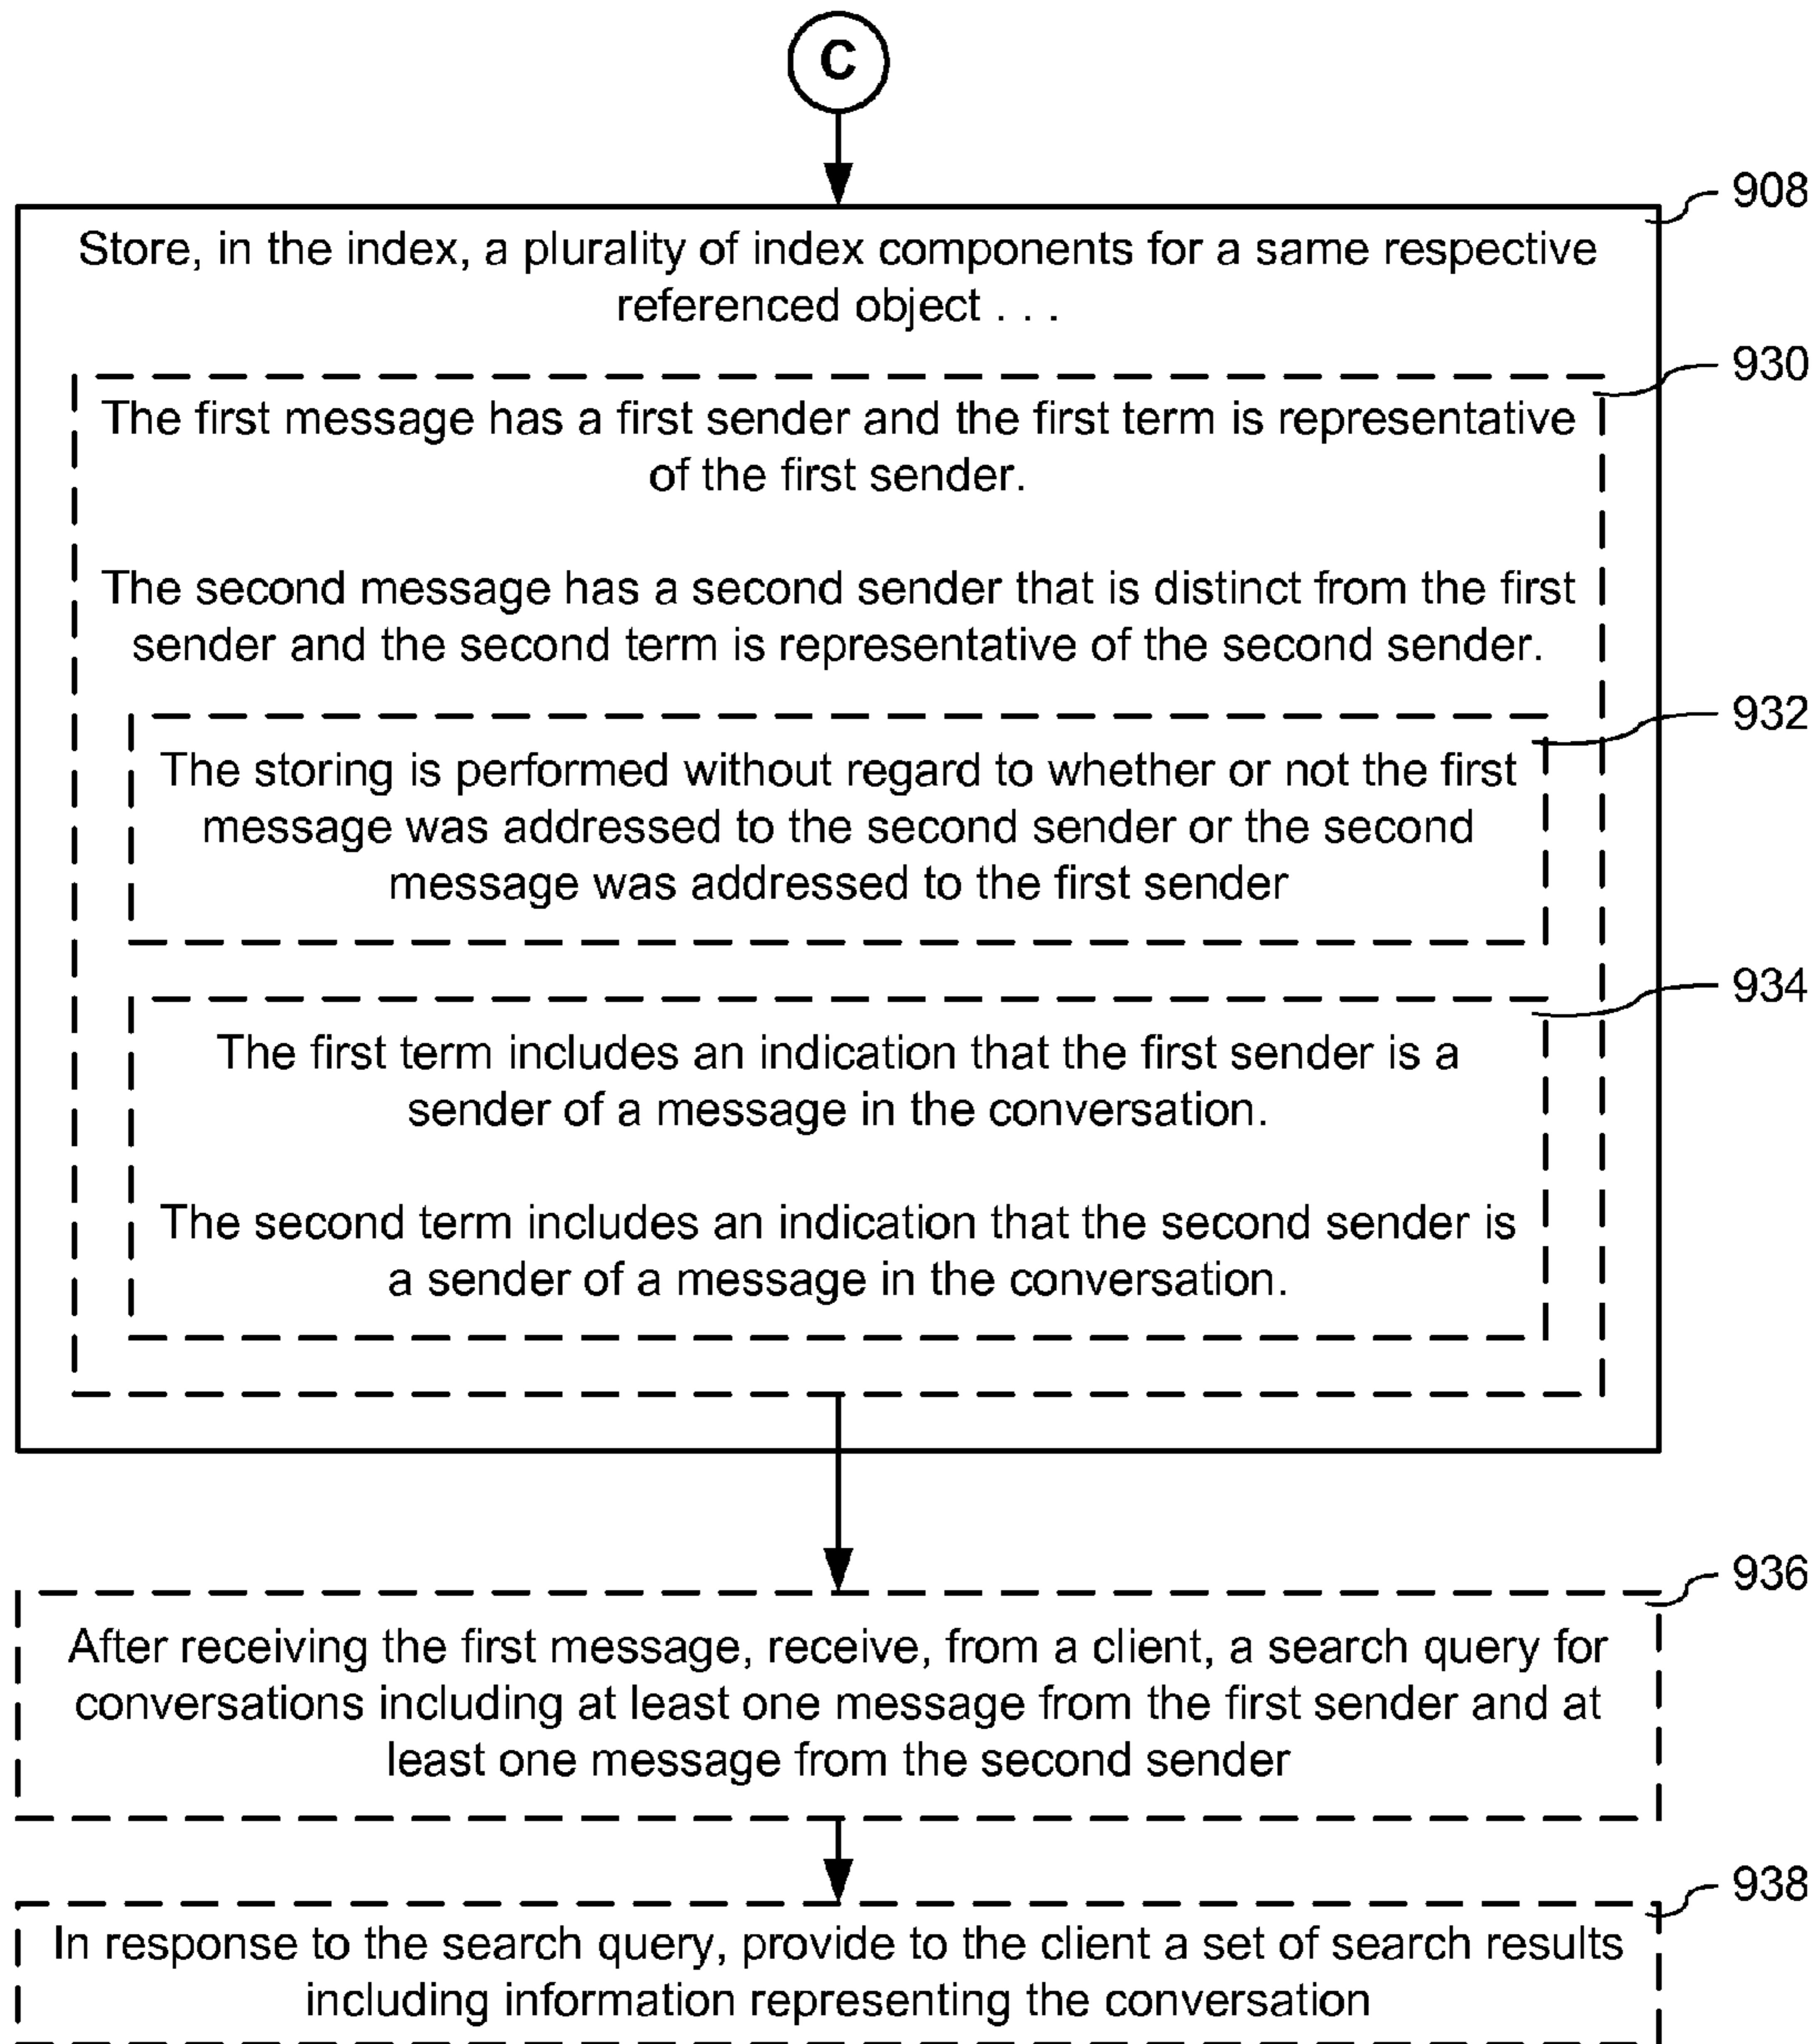 C
908
Store, in the index, a plurality of index components for a same respective
referenced object . . .
930
The first message has a first sender and the first term is representative
of the first sender.
The second message has a second sender that is distinct from the first
sender and the second term is representative of the second sender.
932
The storing is performed without regard to whether or not the first
message was addressed to the second sender or the second
message was addressed to the first sender
934
The first term includes an indication that the first sender is a
sender of a message in the conversation.
The second term includes an indication that the second sender is
a sender of a message in the conversation.
936
After receiving the first message, receive, from a client, a search query for
conversations including at least one message from the first sender and at
least one message from the second sender
938
In response to the search query, provide to the client a set of search results
including information representing the conversation